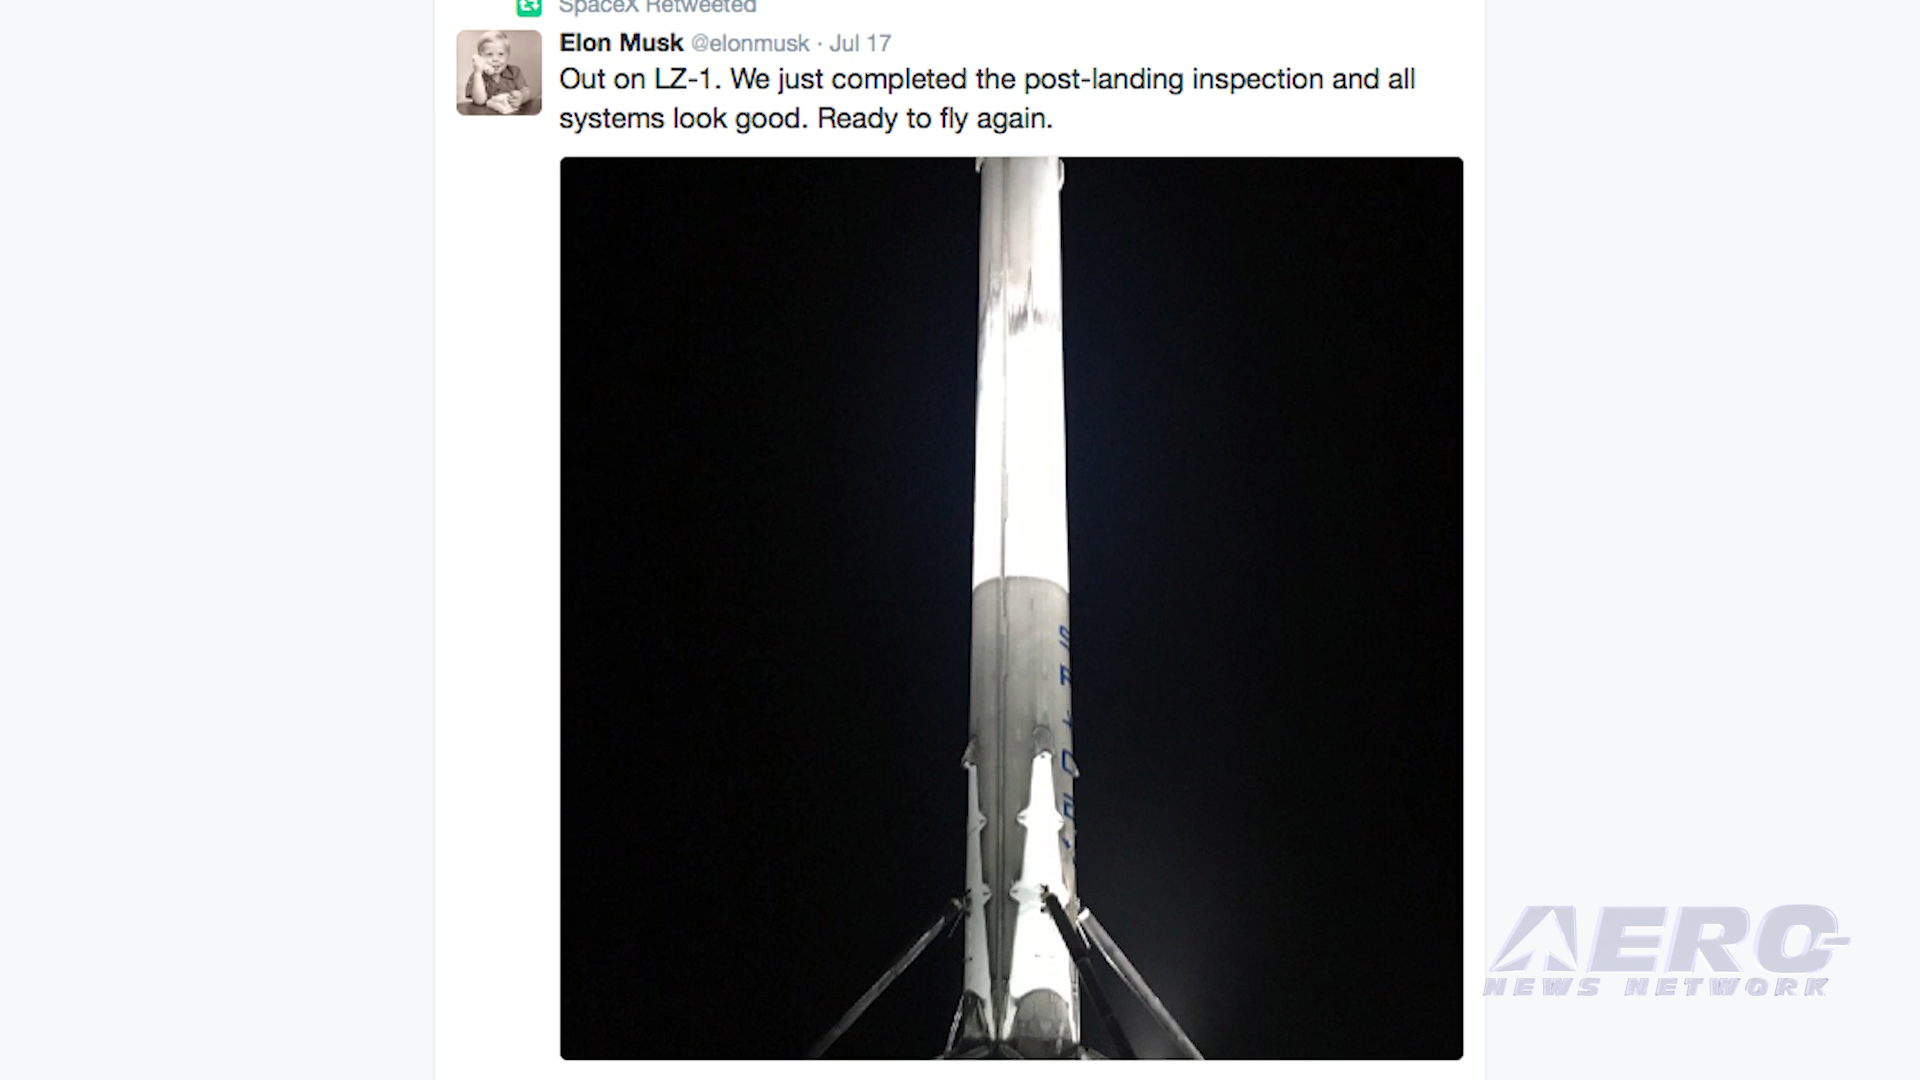 SpaceX Retweeted
Elon Musk @elonmusk · Jul 17
Out on LZ-1. We just completed the post-landing inspection and all
systems look good. Ready to fly again.
AERO
NEWS NETWORK